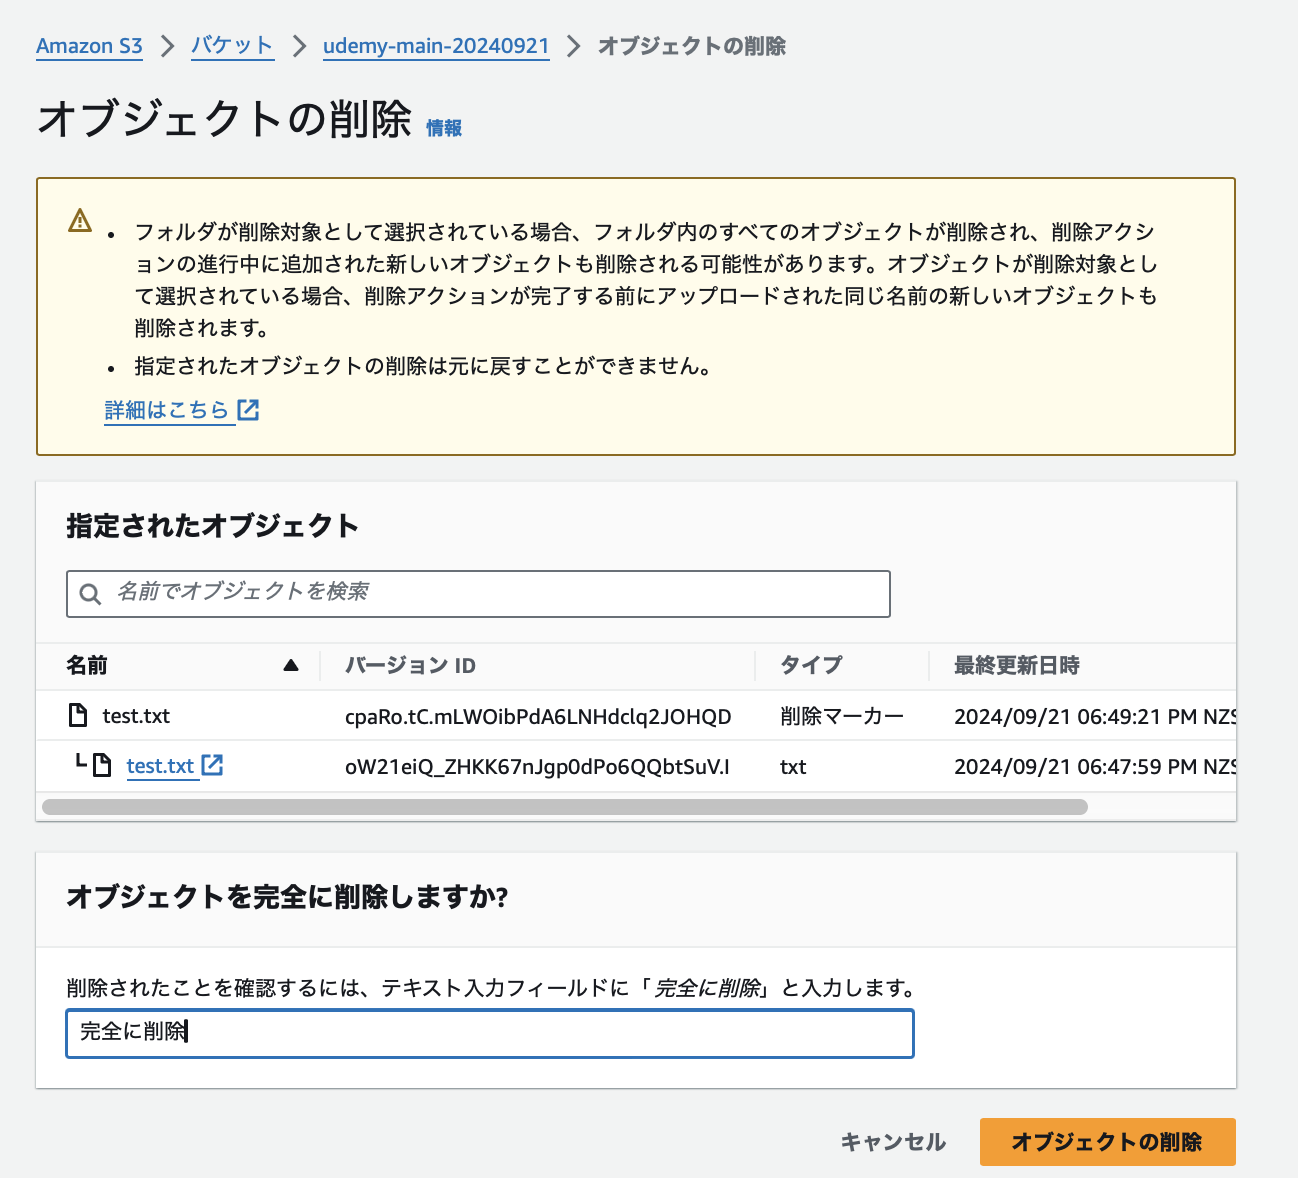 Amazon S3 > バケット > udemy-main-20240921 > オブジェクトの削除
オブジェクトの削除 情報
• フォルダが削除対象として選択されている場合、フォルダ内のすべてのオブジェクトが削除され、削除アクシ
ョンの進行中に追加された新しいオブジェクトも削除される可能性があります。オブジェクトが削除対象とし
て選択されている場合、削除アクションが完了する前にアップロードされた同じ名前の新しいオブジェクトも
削除されます。
• 指定されたオブジェクトの削除は元に戻すことができません。
詳細はこちら
指定されたオブジェクト
名前でオブジェクトを検索
名前 バージョン ID タイプ 最終更新日時
test.txt cpaRo.tC.mLWOibPdA6LNHdclq2JOHQD 削除マーカー 2024/09/21 06:49:21 PM NZS
test.txt oW21eiQ_ZHKK67nJgp0dPo6QQbtSuV.I txt 2024/09/21 06:47:59 PM NZS
オブジェクトを完全に削除しますか?
削除されたことを確認するには、テキスト入力フィールドに「完全に削除」と入力します。
完全に削除
キャンセル オブジェクトの削除